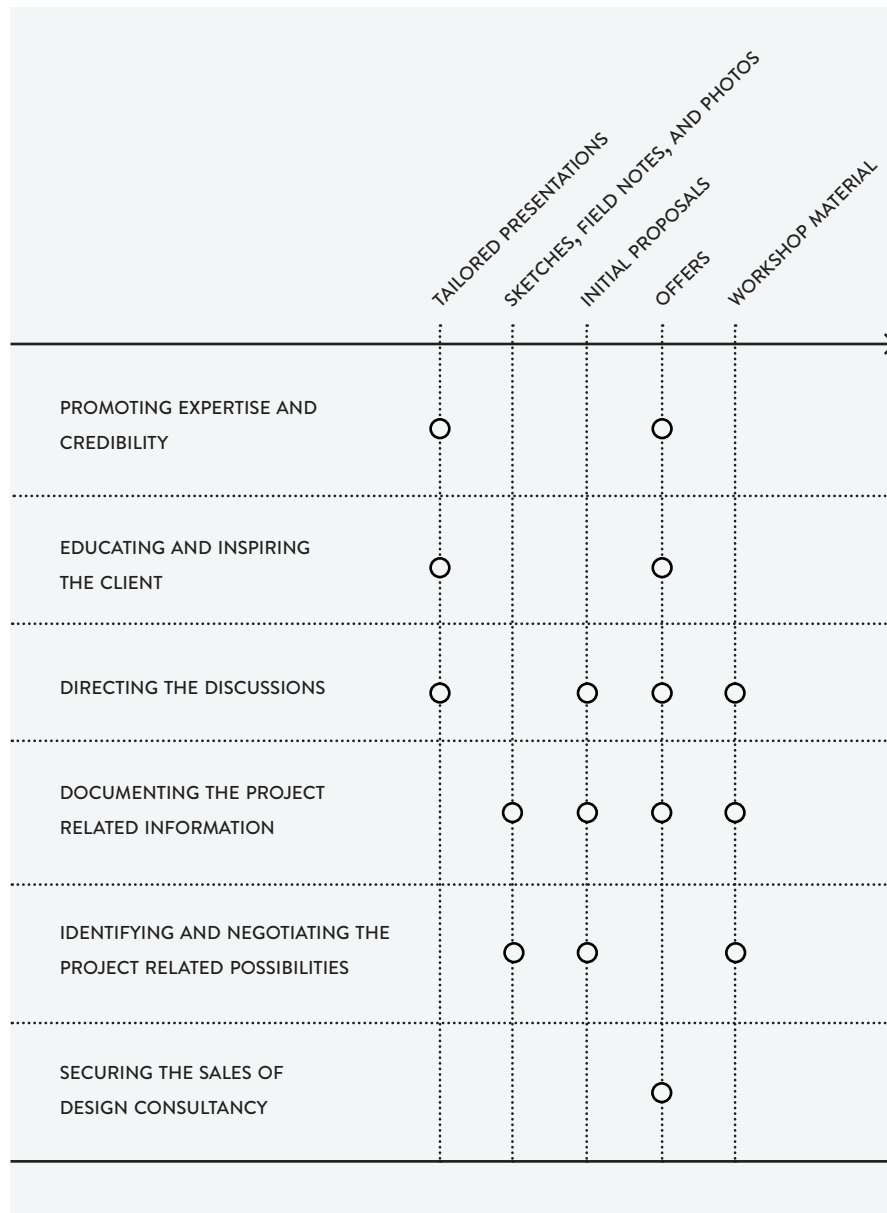 TAILORED PRESENTATIONS
SKETCHES, FIELD NOTES, AND PHOTOS
INITIAL PROPOSALS
OFFERS
WORKSHOP MATERIAL
PROMOTING EXPERTISE AND
CREDIBILITY
EDUCATING AND INSPIRING
THE CLIENT
DIRECTING THE DISCUSSIONS
DOCUMENTING THE PROJECT
RELATED INFORMATION
IDENTIFYING AND NEGOTIATING THE
PROJECT RELATED POSSIBILITIES
SECURING THE SALES OF
DESIGN CONSULTANCY